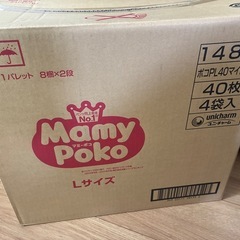 1パレット 8個×2段
No.1
Mamy
マミーポコ
Poko
Lサイズ
148
ポコPL40マイ
40枚
4袋入
unicharm
ユニ・チャーム